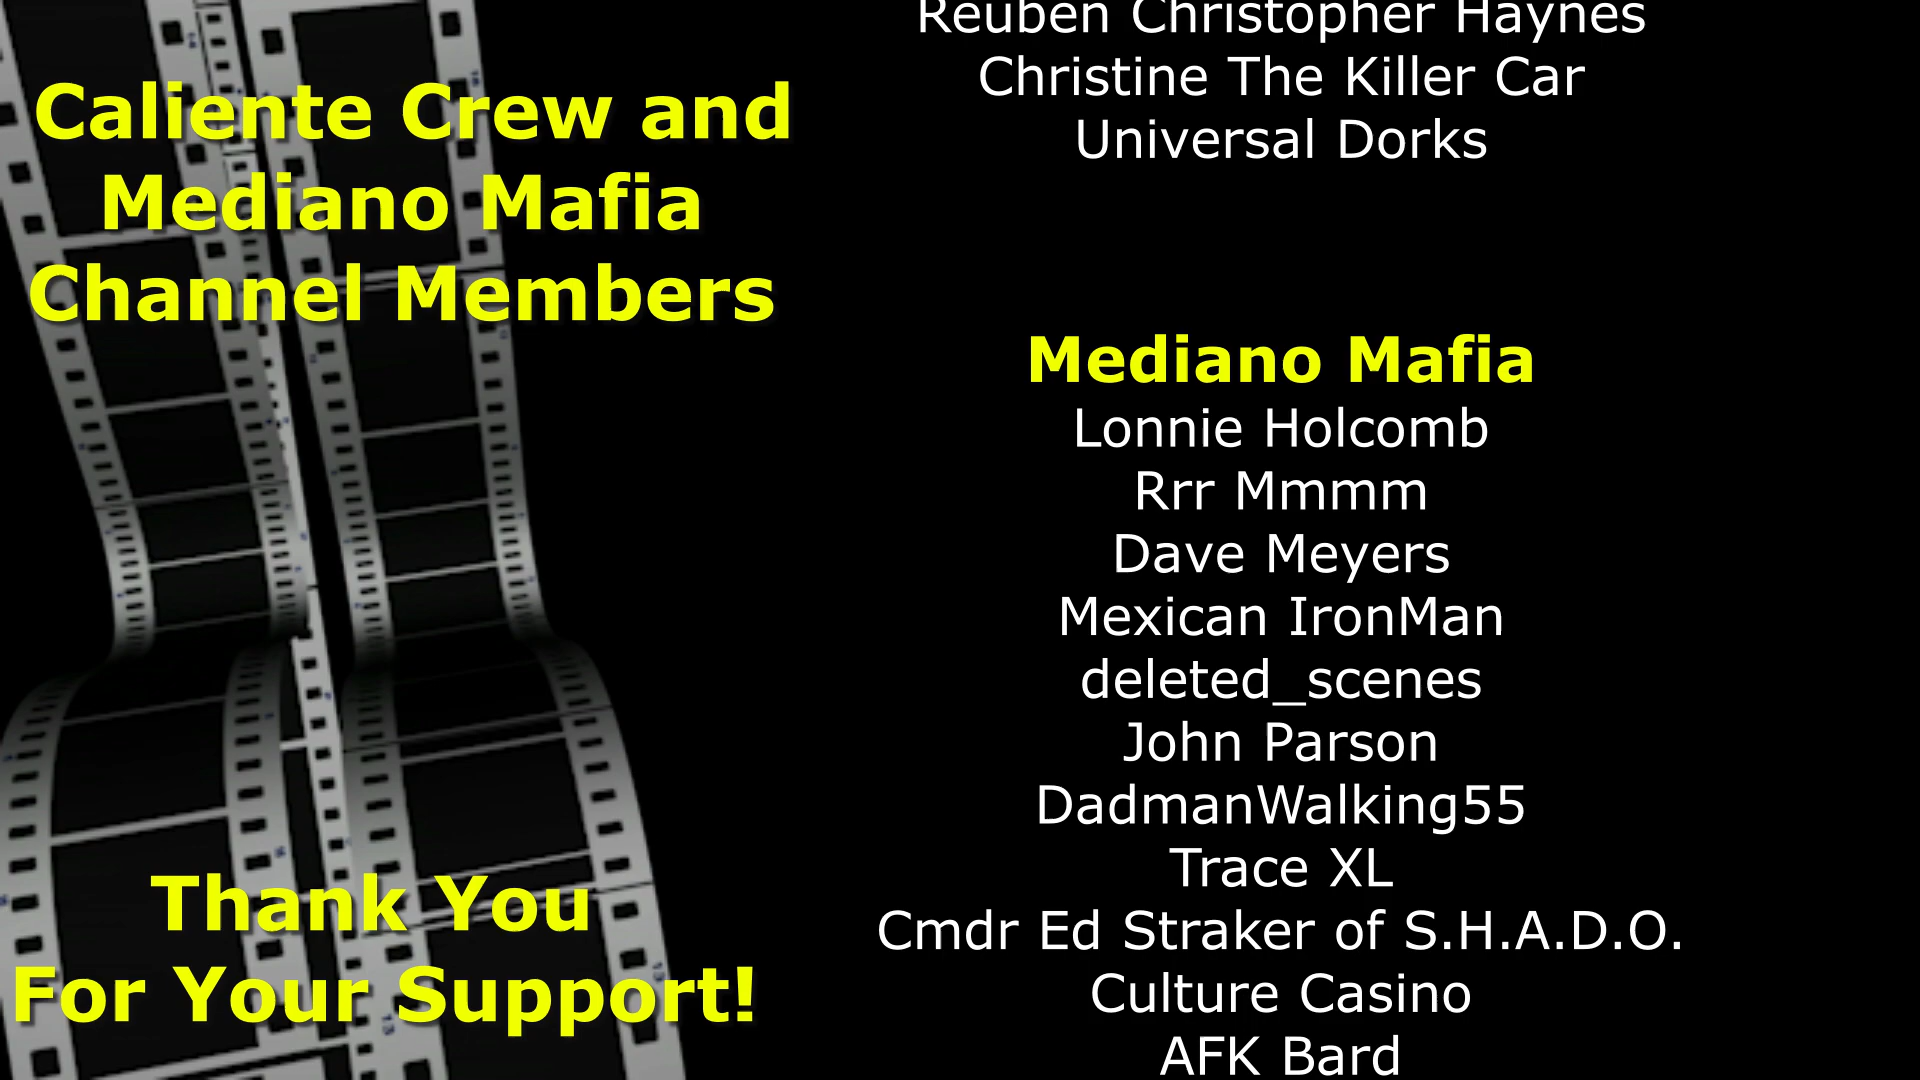 Caliente Crew and
Mediano Mafia
Channel Members
Thank You
For Your Support!
Reuben Christopher Haynes
Christine The Killer Car
Universal Dorks
Mediano Mafia
Lonnie Holcomb
Rrr Mmmm
Dave Meyers
Mexican IronMan
deleted_scenes
John Parson
DadmanWalking55
Trace XL
Cmdr Ed Straker of S.H.A.D.O.
Culture Casino
AFK Bard